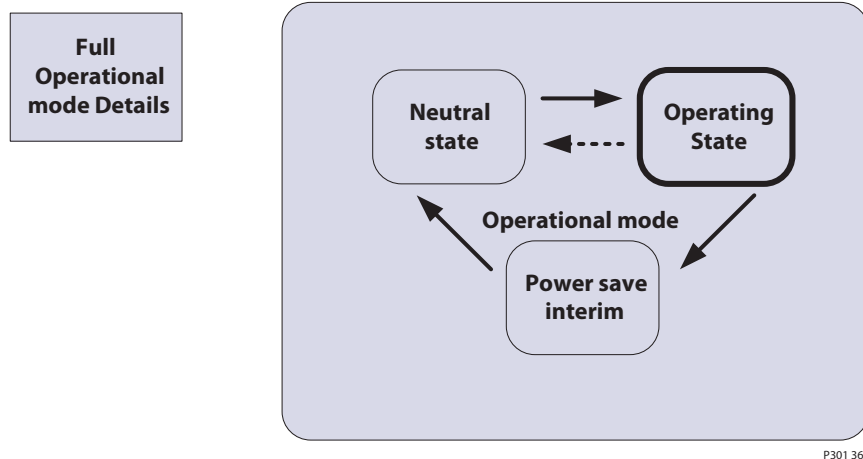 Full
Operational
mode Details
Neutral
state
Operating
State
Operational mode
Power save
interim
P301 36